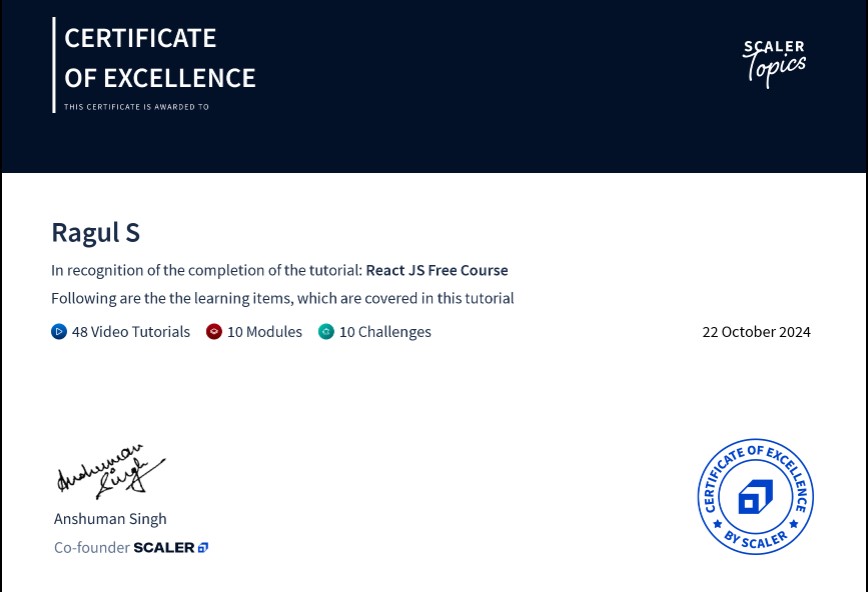 CERTIFICATE
OF EXCELLENCE
THIS CERTIFICATE IS AWARDED TO
SCALER
Topics
Ragul S
In recognition of the completion of the tutorial: React JS Free Course
Following are the the learning items, which are covered in this tutorial
48 Video Tutorials 10 Modules 10 Challenges
22 October 2024
Anshuman
Singh
Anshuman Singh
Co-founder SCALER
CERTIFICATE OF EXCELLENCE
BY SCALER